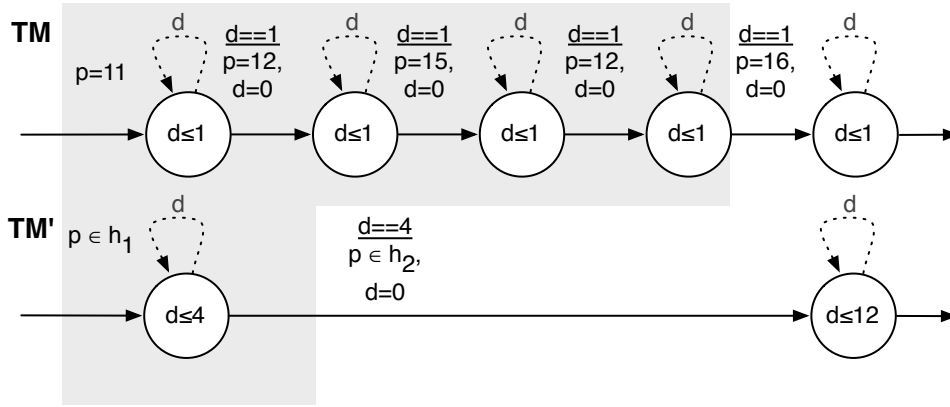 TM
d
d
d
d
d
p=11
d==1
p=12,
d=0
d==1
p=15,
d=0
d==1
p=12,
d=0
d==1
p=16,
d=0
d≤1
d≤1
d≤1
d≤1
d≤1
TM'
d
d
p ∈ h₁
d==4
p ∈ h₂,
d=0
d≤4
d≤12